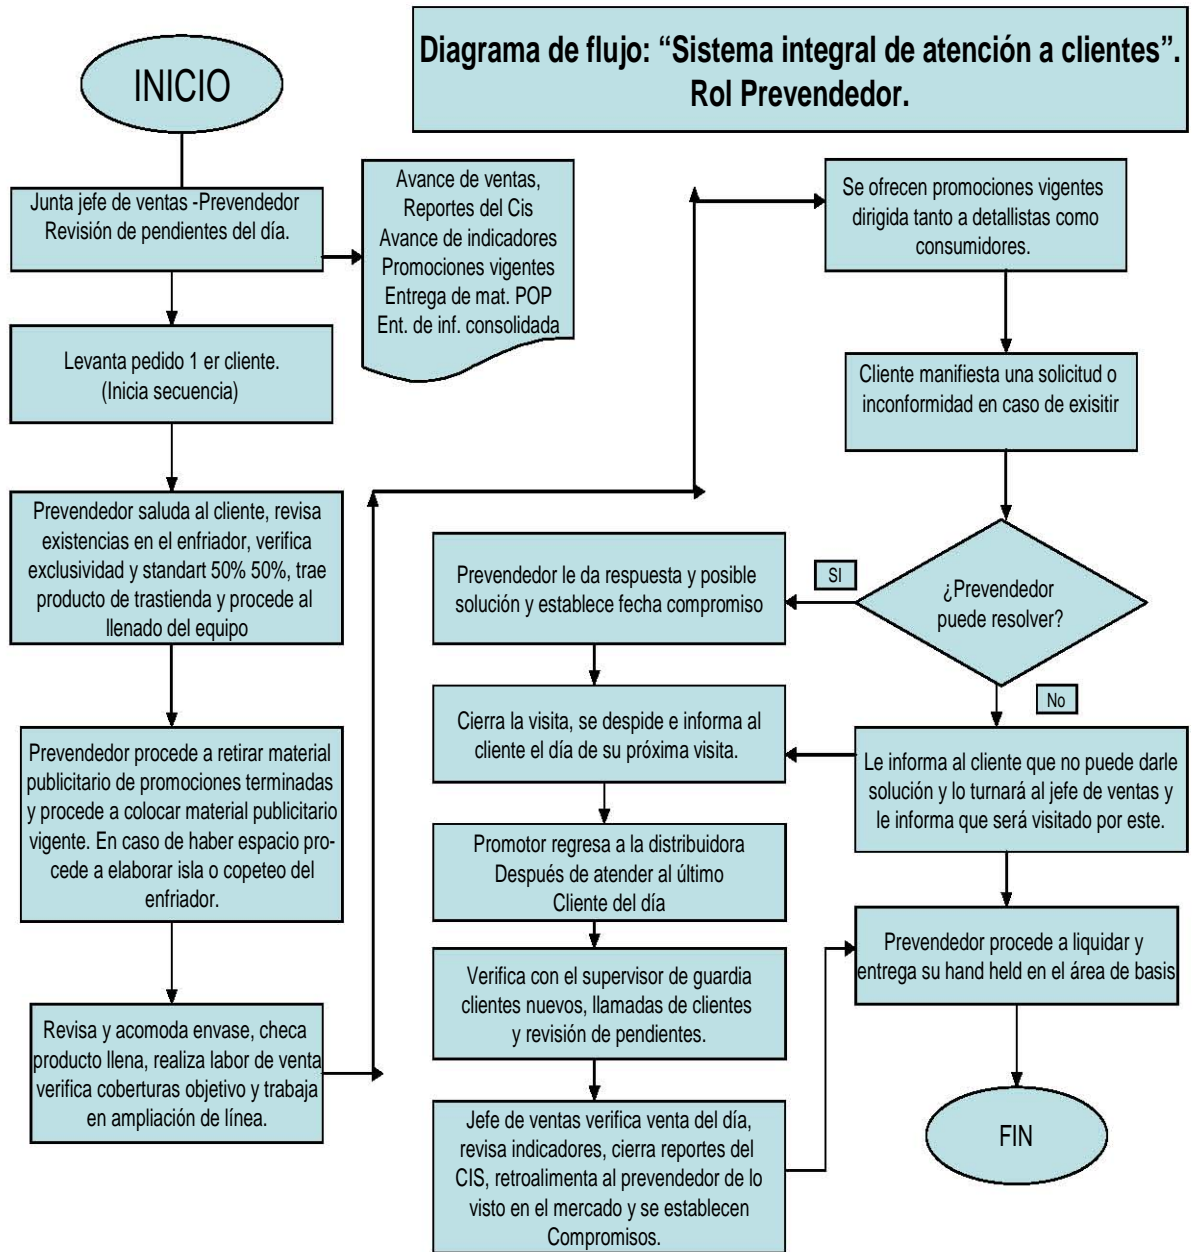 Diagrama de flujo: “Sistema integral de atención a clientes”.
Rol Prevendedor.
INICIO
Junta jefe de ventas -Prevendedor
Revisión de pendientes del día.
Avance de ventas,
Reportes del Cis
Avance de indicadores
Promociones vigentes
Entrega de mat. POP
Ent. de inf. consolidada
Levanta pedido 1 er cliente.
(Inicia secuencia)
Prevendedor saluda al cliente, revisa
existencias en el enfriador, verifica
exclusividad y standart 50% 50%, trae
producto de trastienda y procede al
llenado del equipo
Prevendedor procede a retirar material
publicitario de promociones terminadas
y procede a colocar material publicitario
vigente. En caso de haber espacio pro-
cede a elaborar isla o copeteo del
enfriador.
Revisa y acomoda envase, checa
producto llena, realiza labor de venta
verifica coberturas objetivo y trabaja
en ampliación de línea.
Se ofrecen promociones vigentes
dirigida tanto a detallistas como
consumidores.
Cliente manifiesta una solicitud o
inconformidad en caso de exisitir
¿Prevendedor
puede resolver?
SI
No
Prevendedor le da respuesta y posible
solución y establece fecha compromiso
Cierra la visita, se despide e informa al
cliente el día de su próxima visita.
Le informa al cliente que no puede darle
solución y lo turnará al jefe de ventas y
le informa que será visitado por este.
Promotor regresa a la distribuidora
Después de atender al último
Cliente del día
Verifica con el supervisor de guardia
clientes nuevos, llamadas de clientes
y revisión de pendientes.
Jefe de ventas verifica venta del día,
revisa indicadores, cierra reportes del
CIS, retroalimenta al prevendedor de lo
visto en el mercado y se establecen
Compromisos.
Prevendedor procede a liquidar y
entrega su hand held en el área de basis
FIN